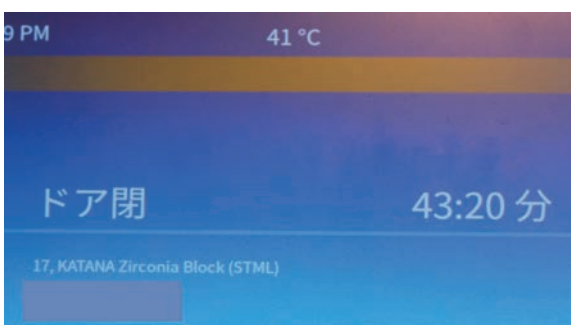 9 PM 41 °C
ドア閉 43:20 分
17, KATANA Zirconia Block (STML)